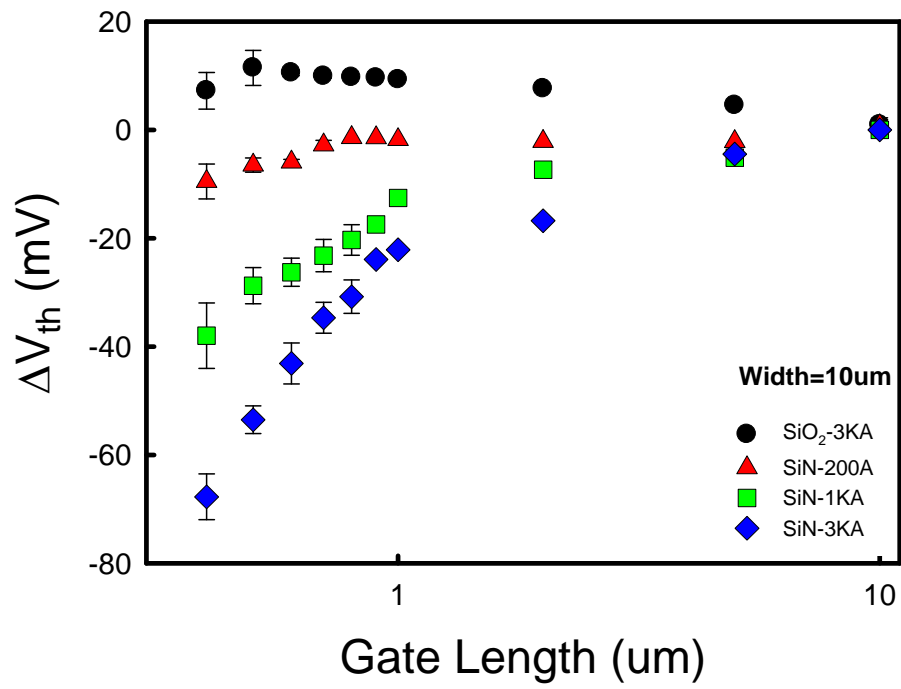 20
0
-20
-40
-60
-80
ΔVth (mV)
Width=10um
SiO2-3KA
SiN-200A
SiN-1KA
SiN-3KA
1
10
Gate Length (um)